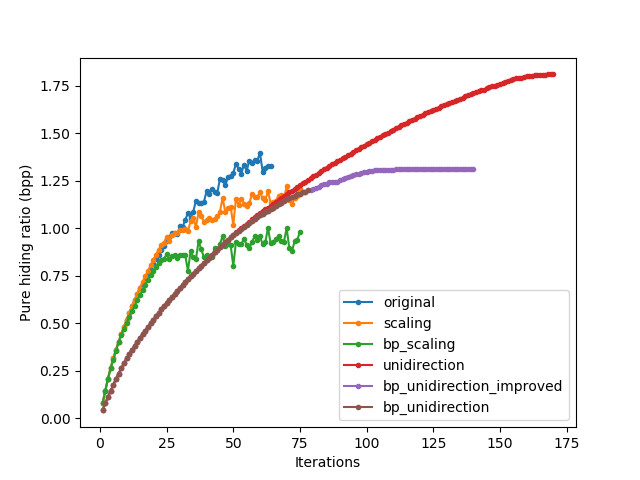 1.75
1.50
1.25
1.00
0.75
0.50
0.25
0.00
Pure hiding ratio (bpp)
original
scaling
bp_scaling
unidirection
bp_unidirection_improved
bp_unidirection
0 25 50 75 100 125 150 175
Iterations